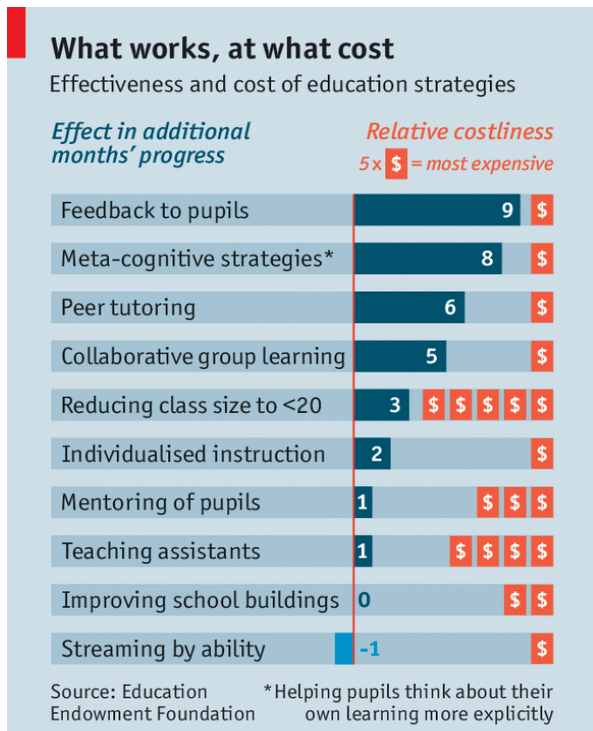 What works, at what cost
Effectiveness and cost of education strategies
Effect in additional
months’ progress
Relative costliness
5 x $ = most expensive
Feedback to pupils 9 $
Meta-cognitive strategies* 8 $
Peer tutoring 6 $
Collaborative group learning 5 $
Reducing class size to <20 3 $ $ $ $ $
Individualised instruction 2 $
Mentoring of pupils 1 $ $ $
Teaching assistants 1 $ $ $ $
Improving school buildings 0 $ $
Streaming by ability -1 $
Source: Education
Endowment Foundation
*Helping pupils think about their
own learning more explicitly